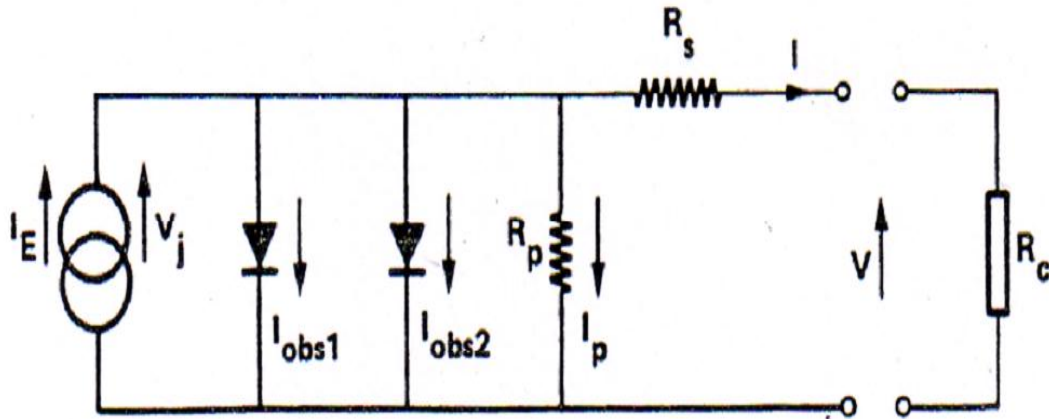 R_s
I
I_E
V_j
R_p
V
R_c
I_obs1
I_obs2
I_p